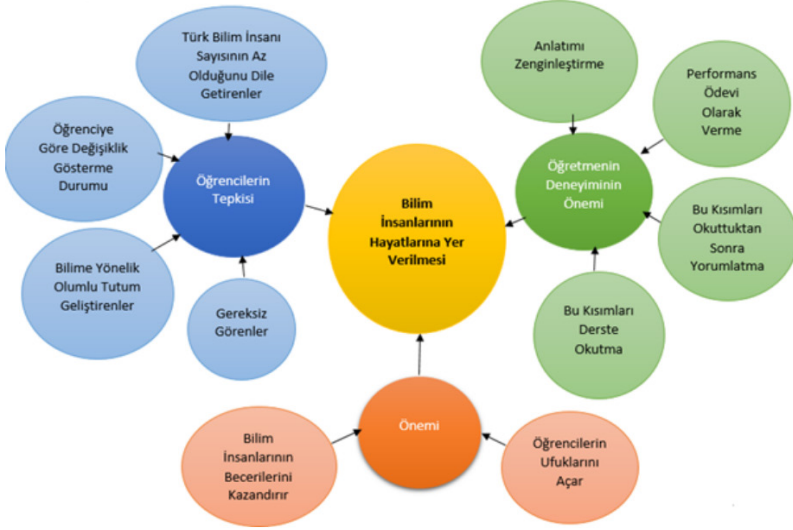 Türk Bilim İnsanı
Sayısının Az
Olduğunu Dile
Getirenler
Öğrenciye
Göre Değişiklik
Gösterme
Durumu
Öğrencilerin
Tepkisi
Bilime Yönelik
Olumlu Tutum
Geliştirenler
Gereksiz
Görenler
Bilim
İnsanlarının
Hayatlarına Yer
Verilmesi
Anlatımı
Zenginleştirme
Performans
Ödevi
Olarak
Verme
Öğretmenin
Deneyiminin
Önemi
Bu Kısımları
Okuttuktan
Sonra
Yorumlatma
Bu Kısımları
Derste
Okutma
Önemi
Bilim
İnsanlarının
Becerilerini
Kazandırır
Öğrencilerin
Ufuklarını
Açar